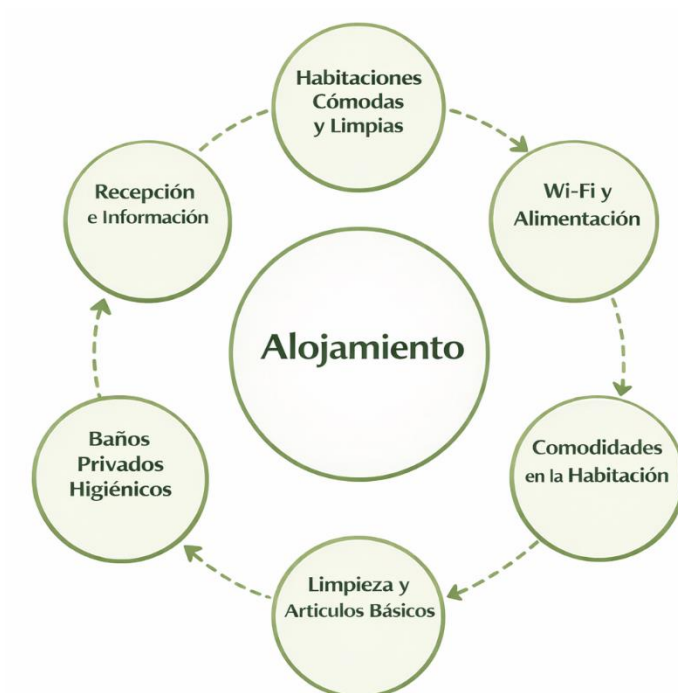 Habitaciones
Cómodas
y Limpias
Recepción
e Información
Wi-Fi y
Alimentación
Alojamiento
Baños
Privados
Higiénicos
Comodidades
en la Habitación
Limpieza y
Articulos Básicos